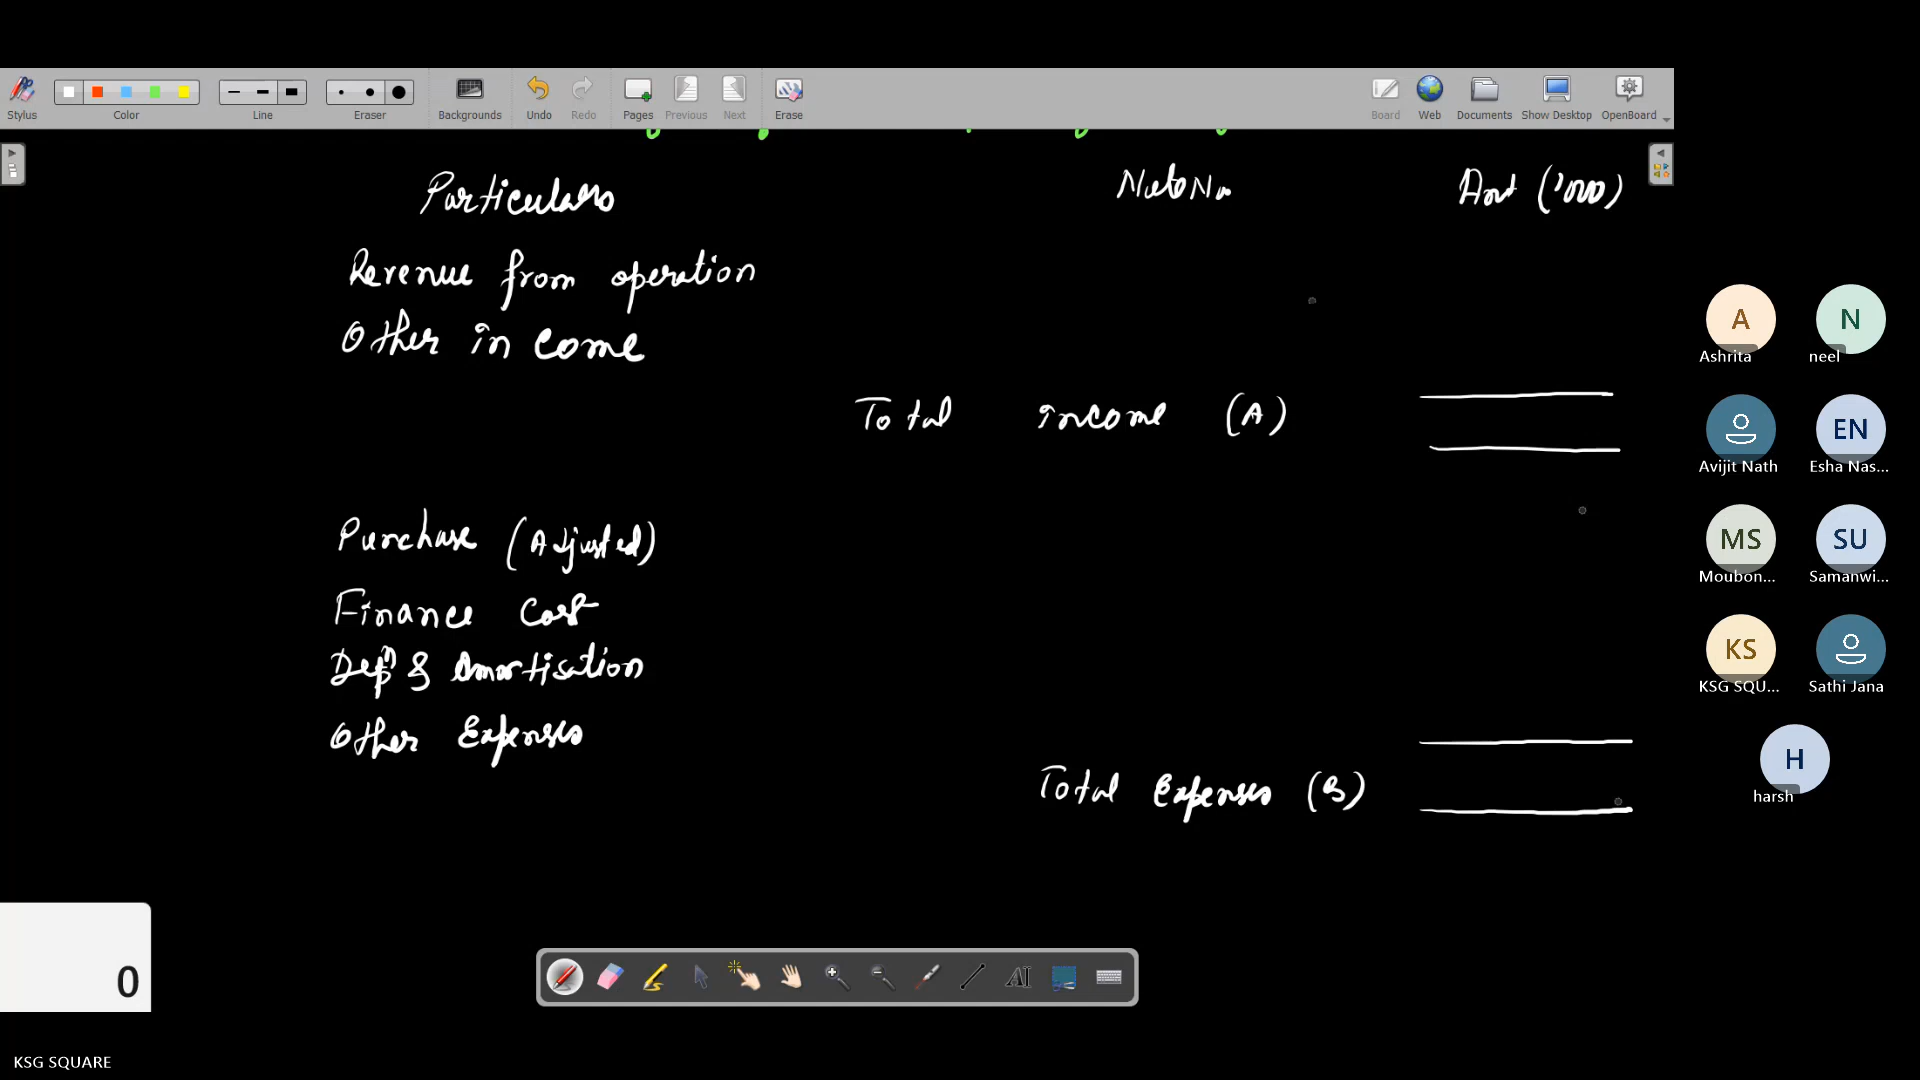 Stylus Color Line Eraser Backgrounds Undo Redo Pages Previous Next Erase Board Web Documents Show Desktop OpenBoard
Particulars Note No Amt ('000)
Revenue from operation
Other income
Total income (A)
Purchase (Adjusted)
Finance Cost
Depn & Amortisation
Other Expenses
Total Expenses (B)
A N
Ashrita neel
EN
Avijit Nath Esha Nas...
MS SU
Moubon... Samanwi...
KS
KSG SQU... Sathi Jana
H
harsh
0
AI
KSG SQUARE